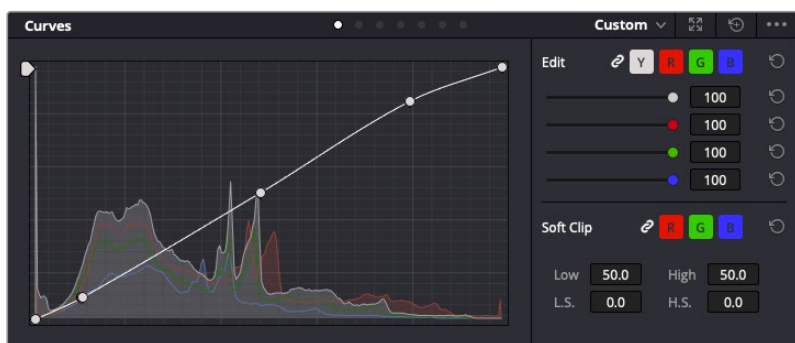 Curves
Custom
Edit Y R G B
100
100
100
100
Soft Clip R G B
Low 50.0 High 50.0
L.S. 0.0 H.S. 0.0